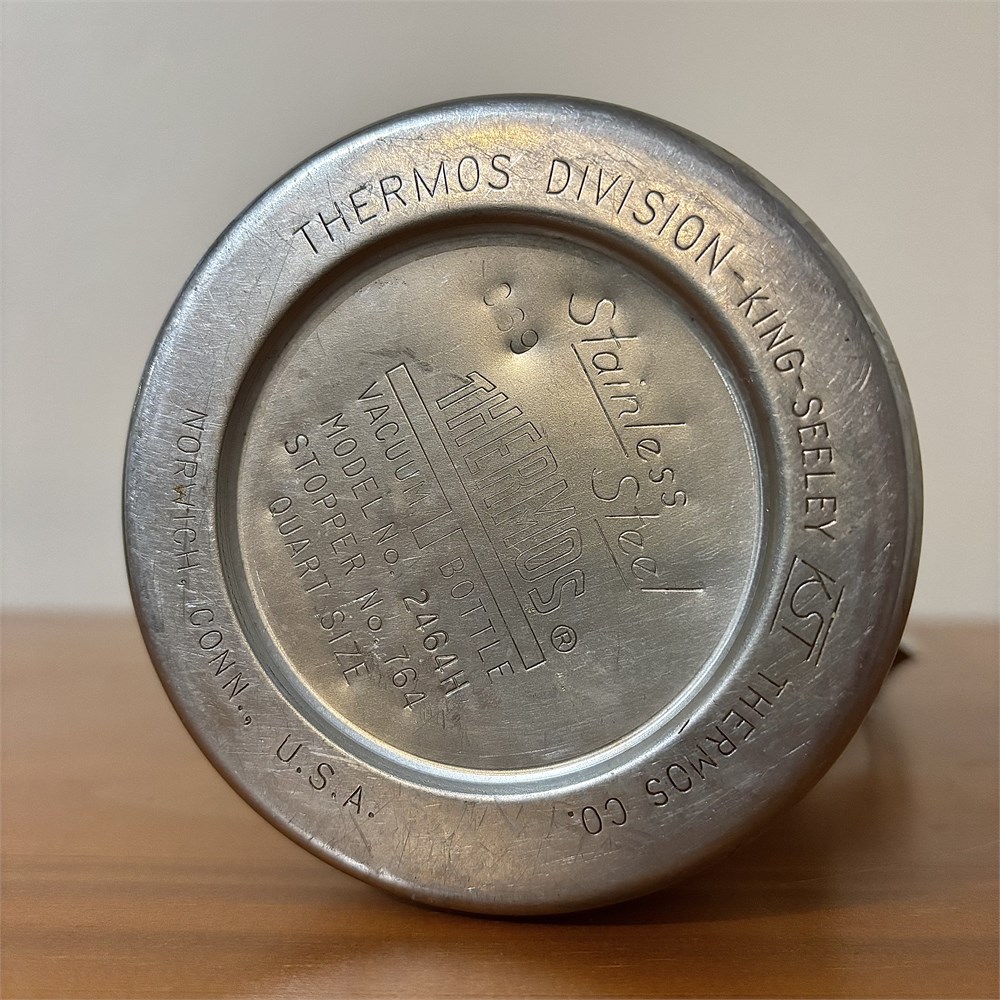 THERMOS DIVISION-KING-SEELEY KST THERMOS CO.
NORWICH, CONN., U.S.A.
C69
Stainless Steel
THERMOS®
VACUUM BOTTLE
MODEL No. 2464H
STOPPER No. 764
QUART SIZE